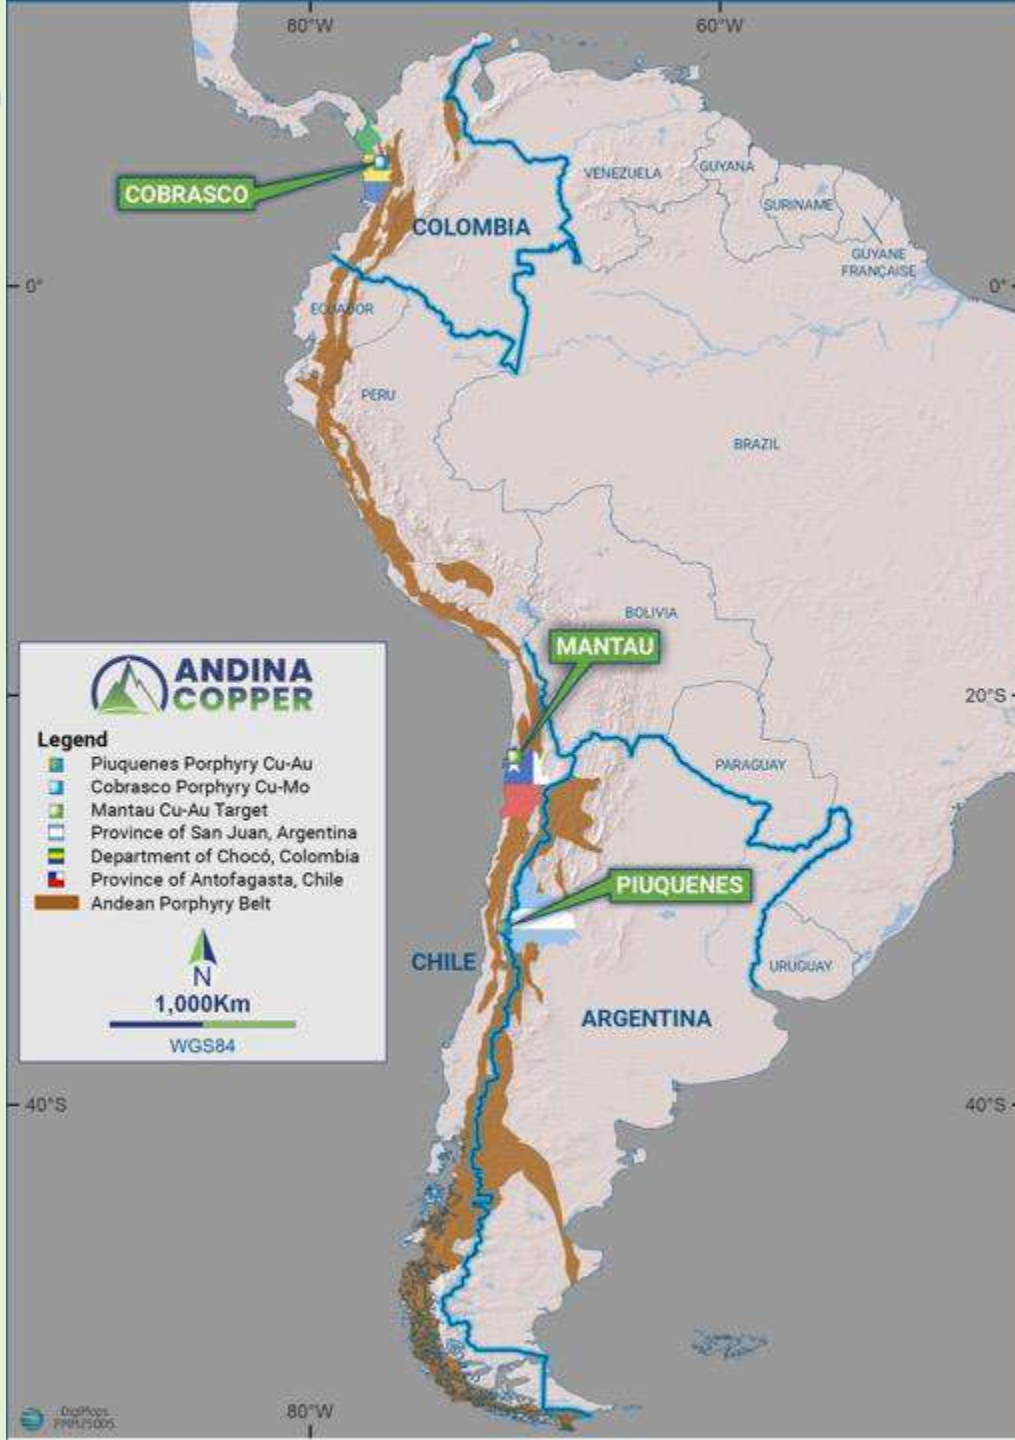 80°W
60°W
VENEZUELA
GUYANA
SURINAME
COBRASCO
COLOMBIA
GUYANE
FRANÇAISE
0°
0°
ECUADOR
PERU
BRAZIL
BOLIVIA
MANTAU
ANDINA
COPPER
20°S
Legend
Piuquenes Porphyry Cu-Au
Cobrasco Porphyry Cu-Mo
Mantau Cu-Au Target
Province of San Juan, Argentina
Department of Chocó, Colombia
Province of Antofagasta, Chile
Andean Porphyry Belt
PARAGUAY
PIUQUENES
N
CHILE
URUGUAY
1,000Km
ARGENTINA
WGS84
40°S
40°S
DigiMaps
PMM25005
80°W